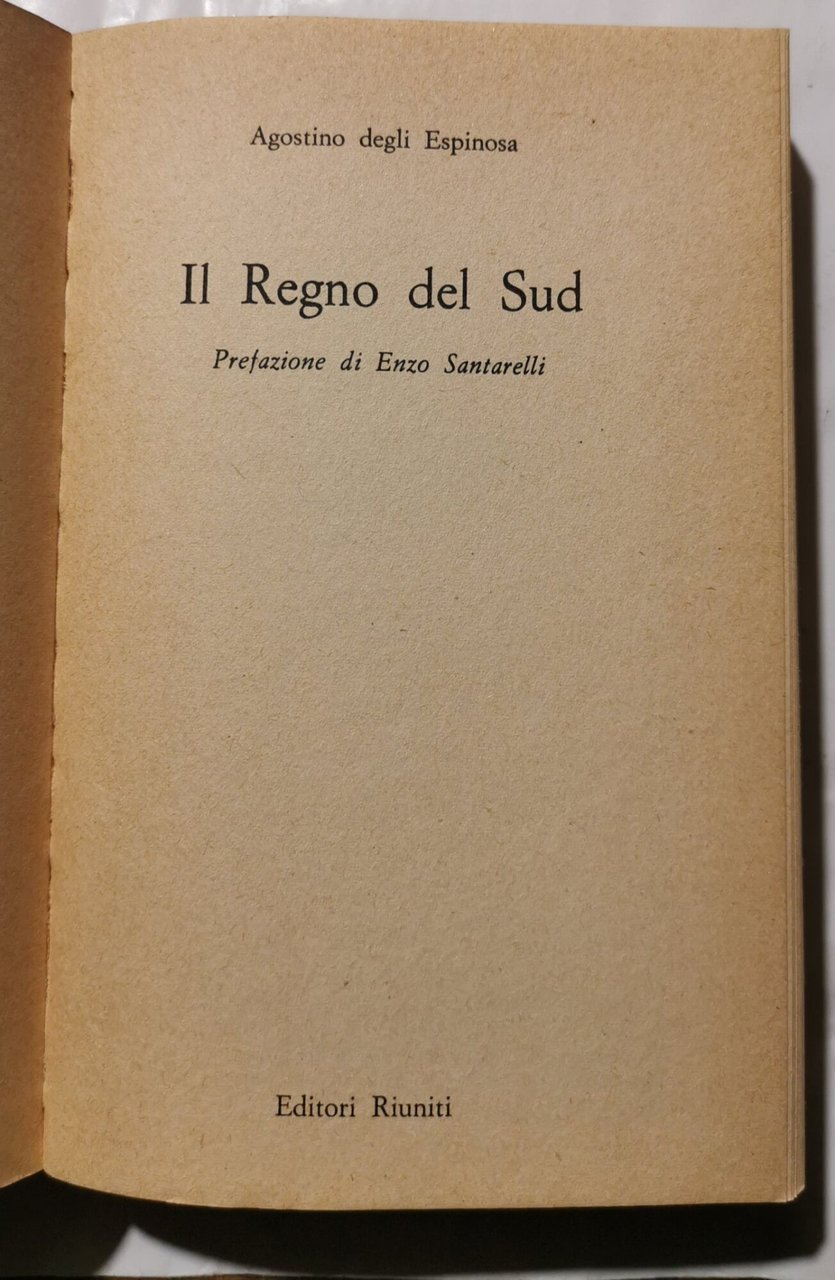 Agostino degli Espinosa
Il Regno del Sud
Prefazione di Enzo Santarelli
Editori Riuniti